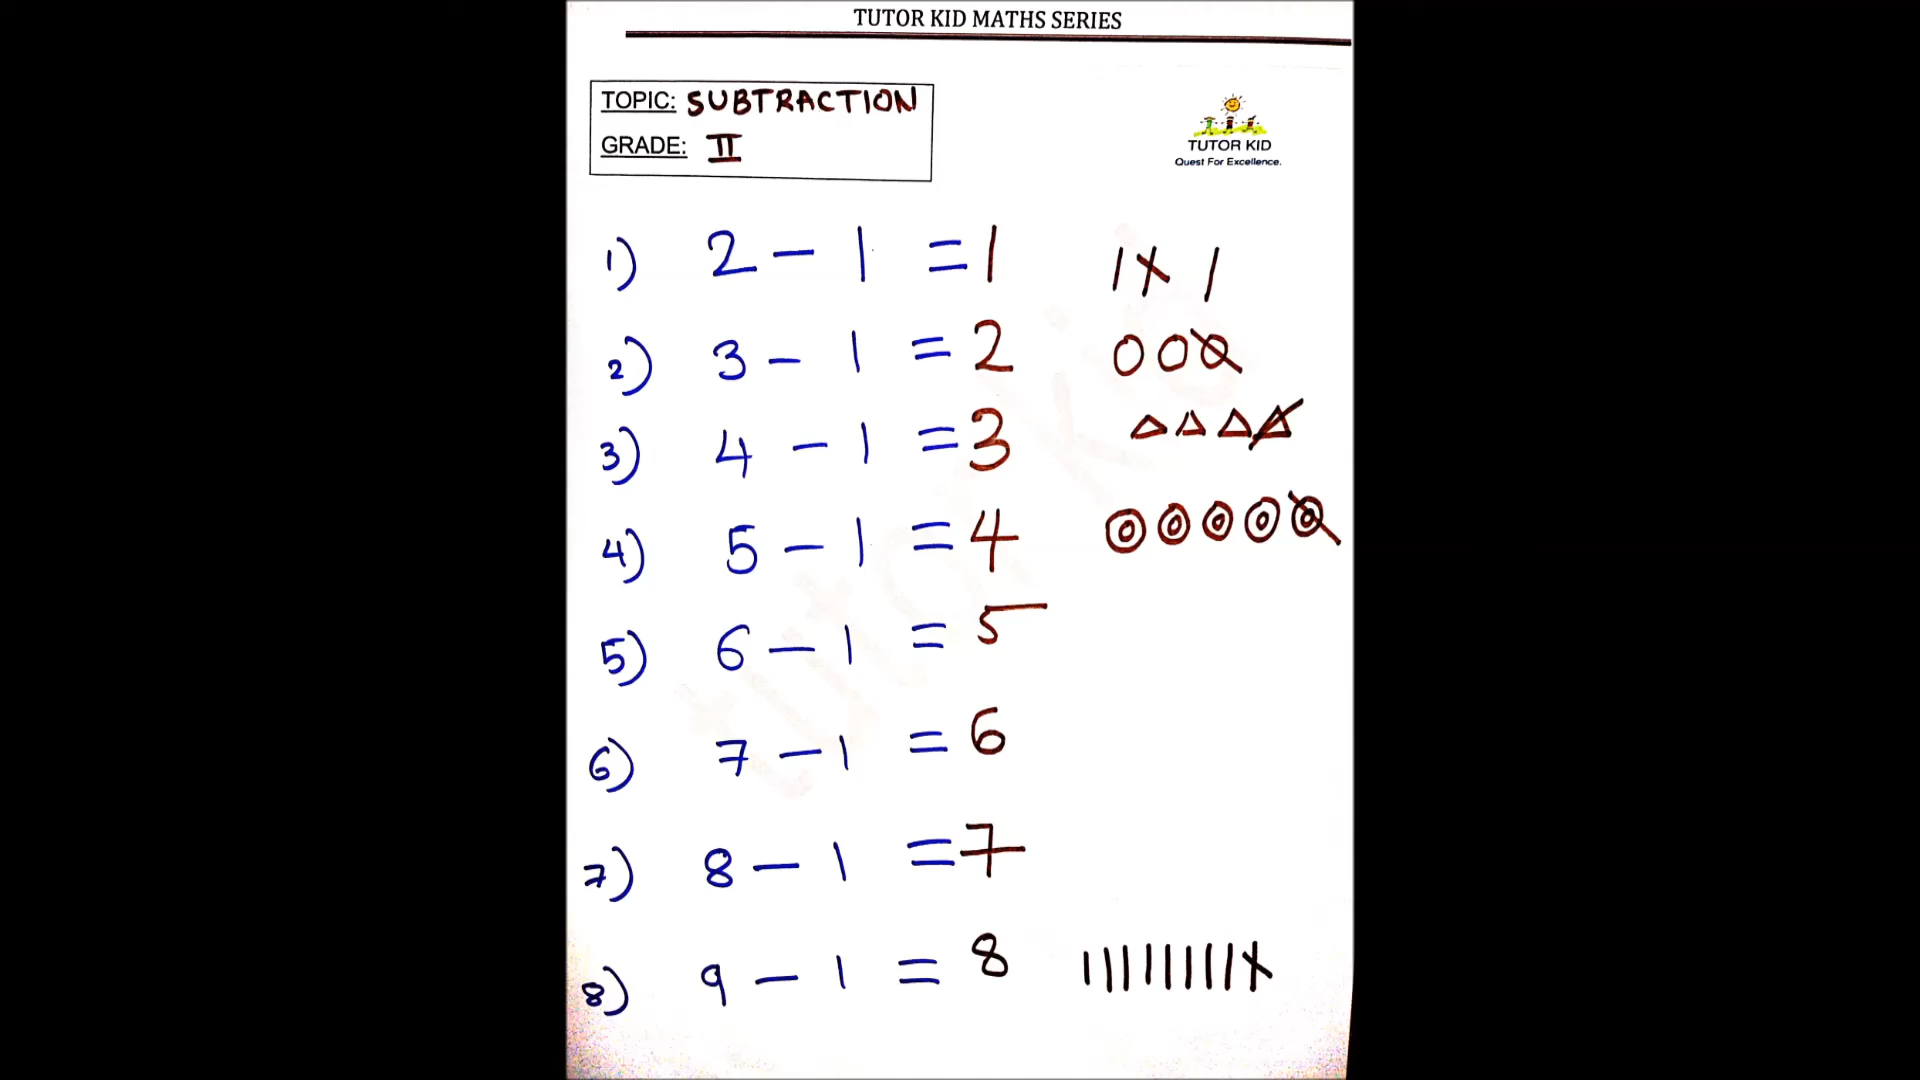 TUTOR KID MATHS SERIES
TOPIC: SUBTRACTION
GRADE: II
TUTOR KID
Quest For Excellence.
1) 2 - 1 = 1
2) 3 - 1 = 2
3) 4 - 1 = 3
4) 5 - 1 = 4
5) 6 - 1 = 5
6) 7 - 1 = 6
7) 8 - 1 = 7
8) 9 - 1 = 8